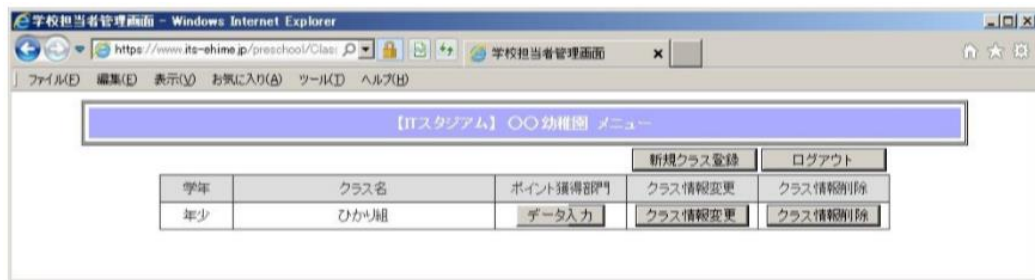 学校担当者管理画面 - Windows Internet Explorer
https://www.its-ehime.jp/preschool/Clas: 学校担当者管理画面
ファイル(F) 編集(E) 表示(V) お気に入り(A) ツール(T) ヘルプ(H)
【ITスタジアム】 〇〇幼稚園 メニュー
新規クラス登録 ログアウト
学年 クラス名 ポイント獲得部門 クラス情報変更 クラス情報削除
年少 ひかり組 データ入力 クラス情報変更 クラス情報削除